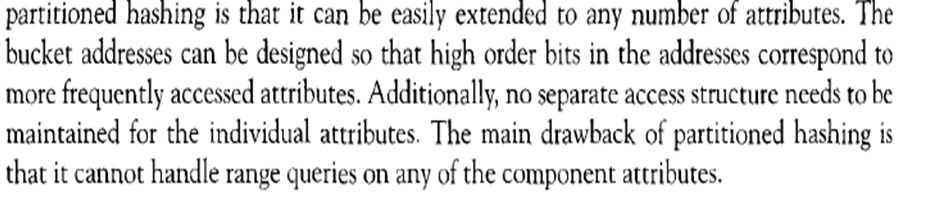 partitioned hashing is that it can be easily extended to any number of attributes. The
bucket addresses can be designed so that high order bits in the addresses correspond to
more frequently accessed attributes. Additionally, no separate access structure needs to be
maintained for the individual attributes. The main drawback of partitioned hashing is
that it cannot handle range queries on any of the component attributes.